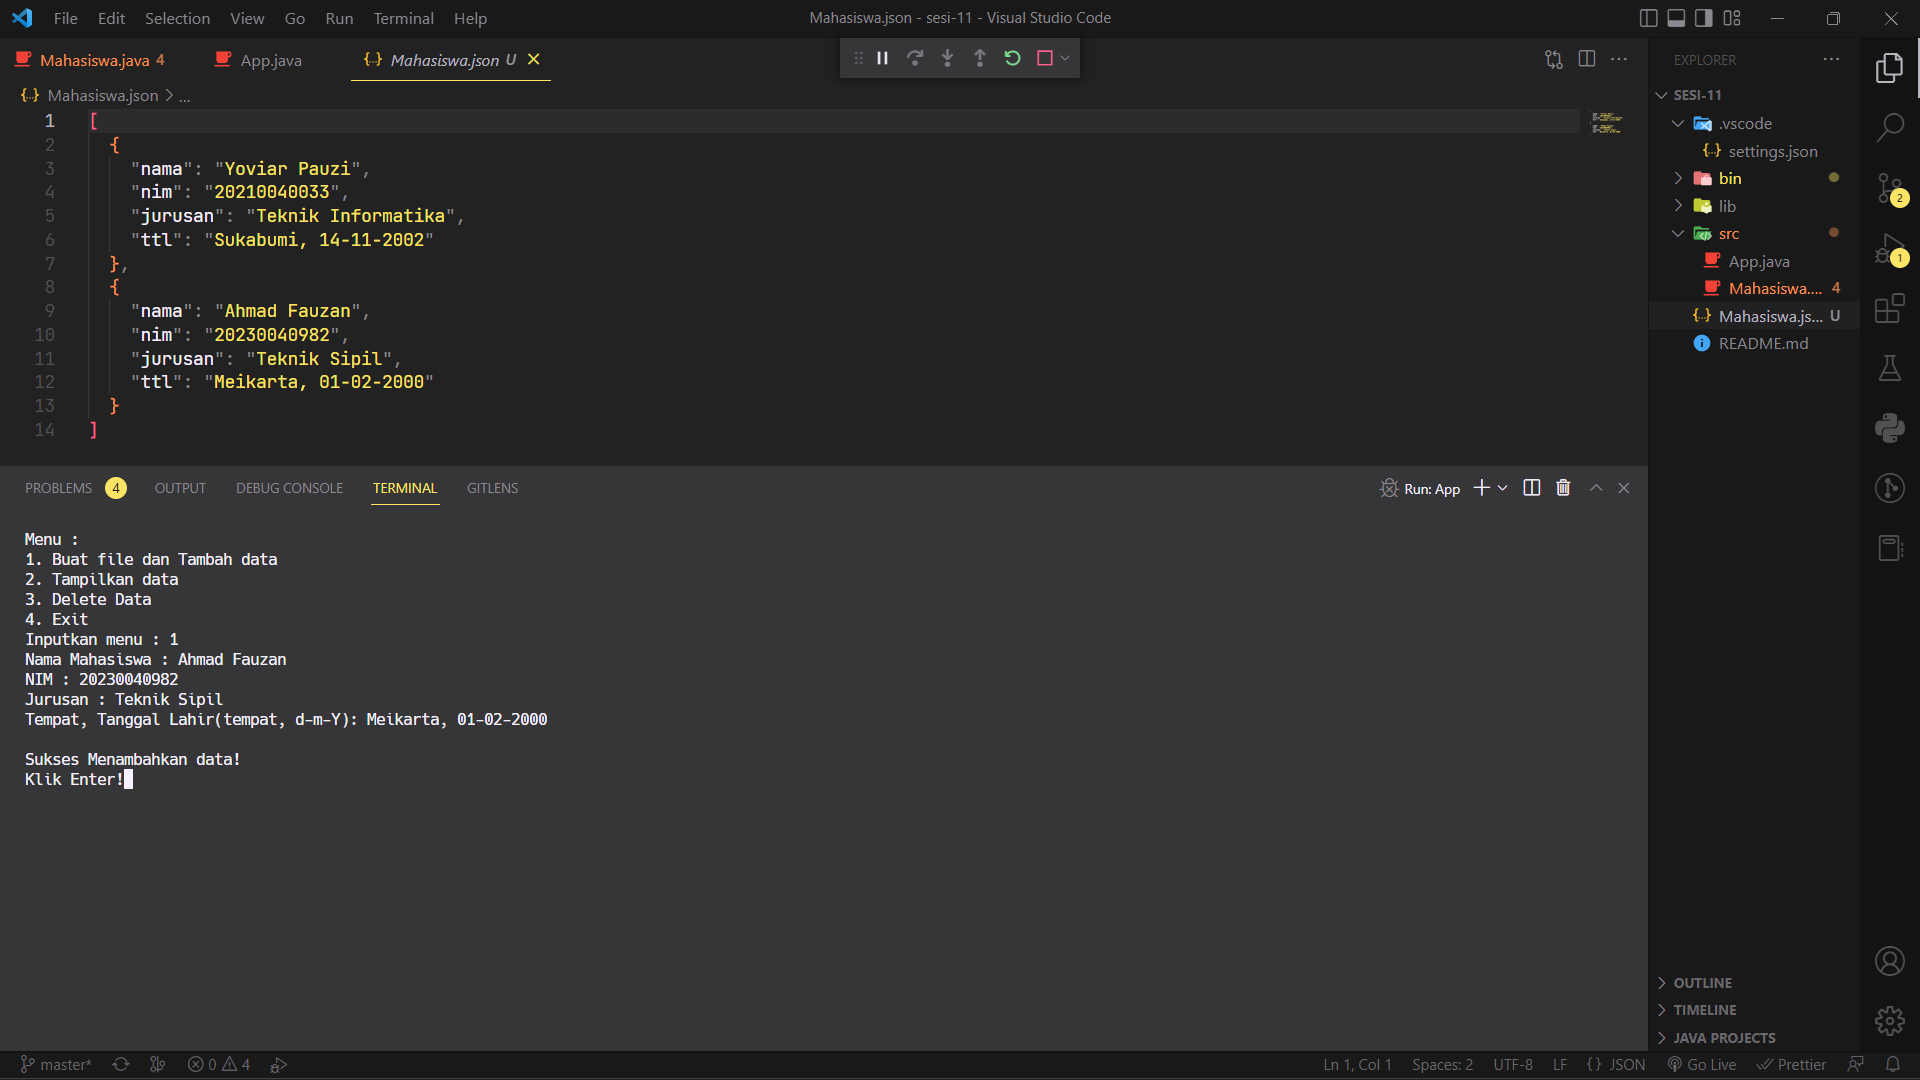 File Edit Selection View Go Run Terminal Help
Mahasiswa.json - sesi-11 - Visual Studio Code
Mahasiswa.java 4
App.java
{..} Mahasiswa.json U
{..} Mahasiswa.json > ...
1 [
2 {
3 "nama": "Yoviar Pauzi",
4 "nim": "20210040033",
5 "jurusan": "Teknik Informatika",
6 "ttl": "Sukabumi, 14-11-2002"
7 },
8 {
9 "nama": "Ahmad Fauzan",
10 "nim": "20230040982",
11 "jurusan": "Teknik Sipil",
12 "ttl": "Meikarta, 01-02-2000"
13 }
14 ]
PROBLEMS 4 OUTPUT DEBUG CONSOLE TERMINAL GITLENS
Run: App
Menu :
1. Buat file dan Tambah data
2. Tampilkan data
3. Delete Data
4. Exit
Inputkan menu : 1
Nama Mahasiswa : Ahmad Fauzan
NIM : 20230040982
Jurusan : Teknik Sipil
Tempat, Tanggal Lahir(tempat, d-m-Y): Meikarta, 01-02-2000
Sukses Menambahkan data!
Klik Enter!
EXPLORER
SESI-11
.vscode
{..} settings.json
bin
lib
src
App.java
Mahasiswa.... 4
{..} Mahasiswa.js... U
README.md
OUTLINE
TIMELINE
JAVA PROJECTS
2
1
master*
0 4
Ln 1, Col 1 Spaces: 2 UTF-8 LF { } JSON Go Live Prettier